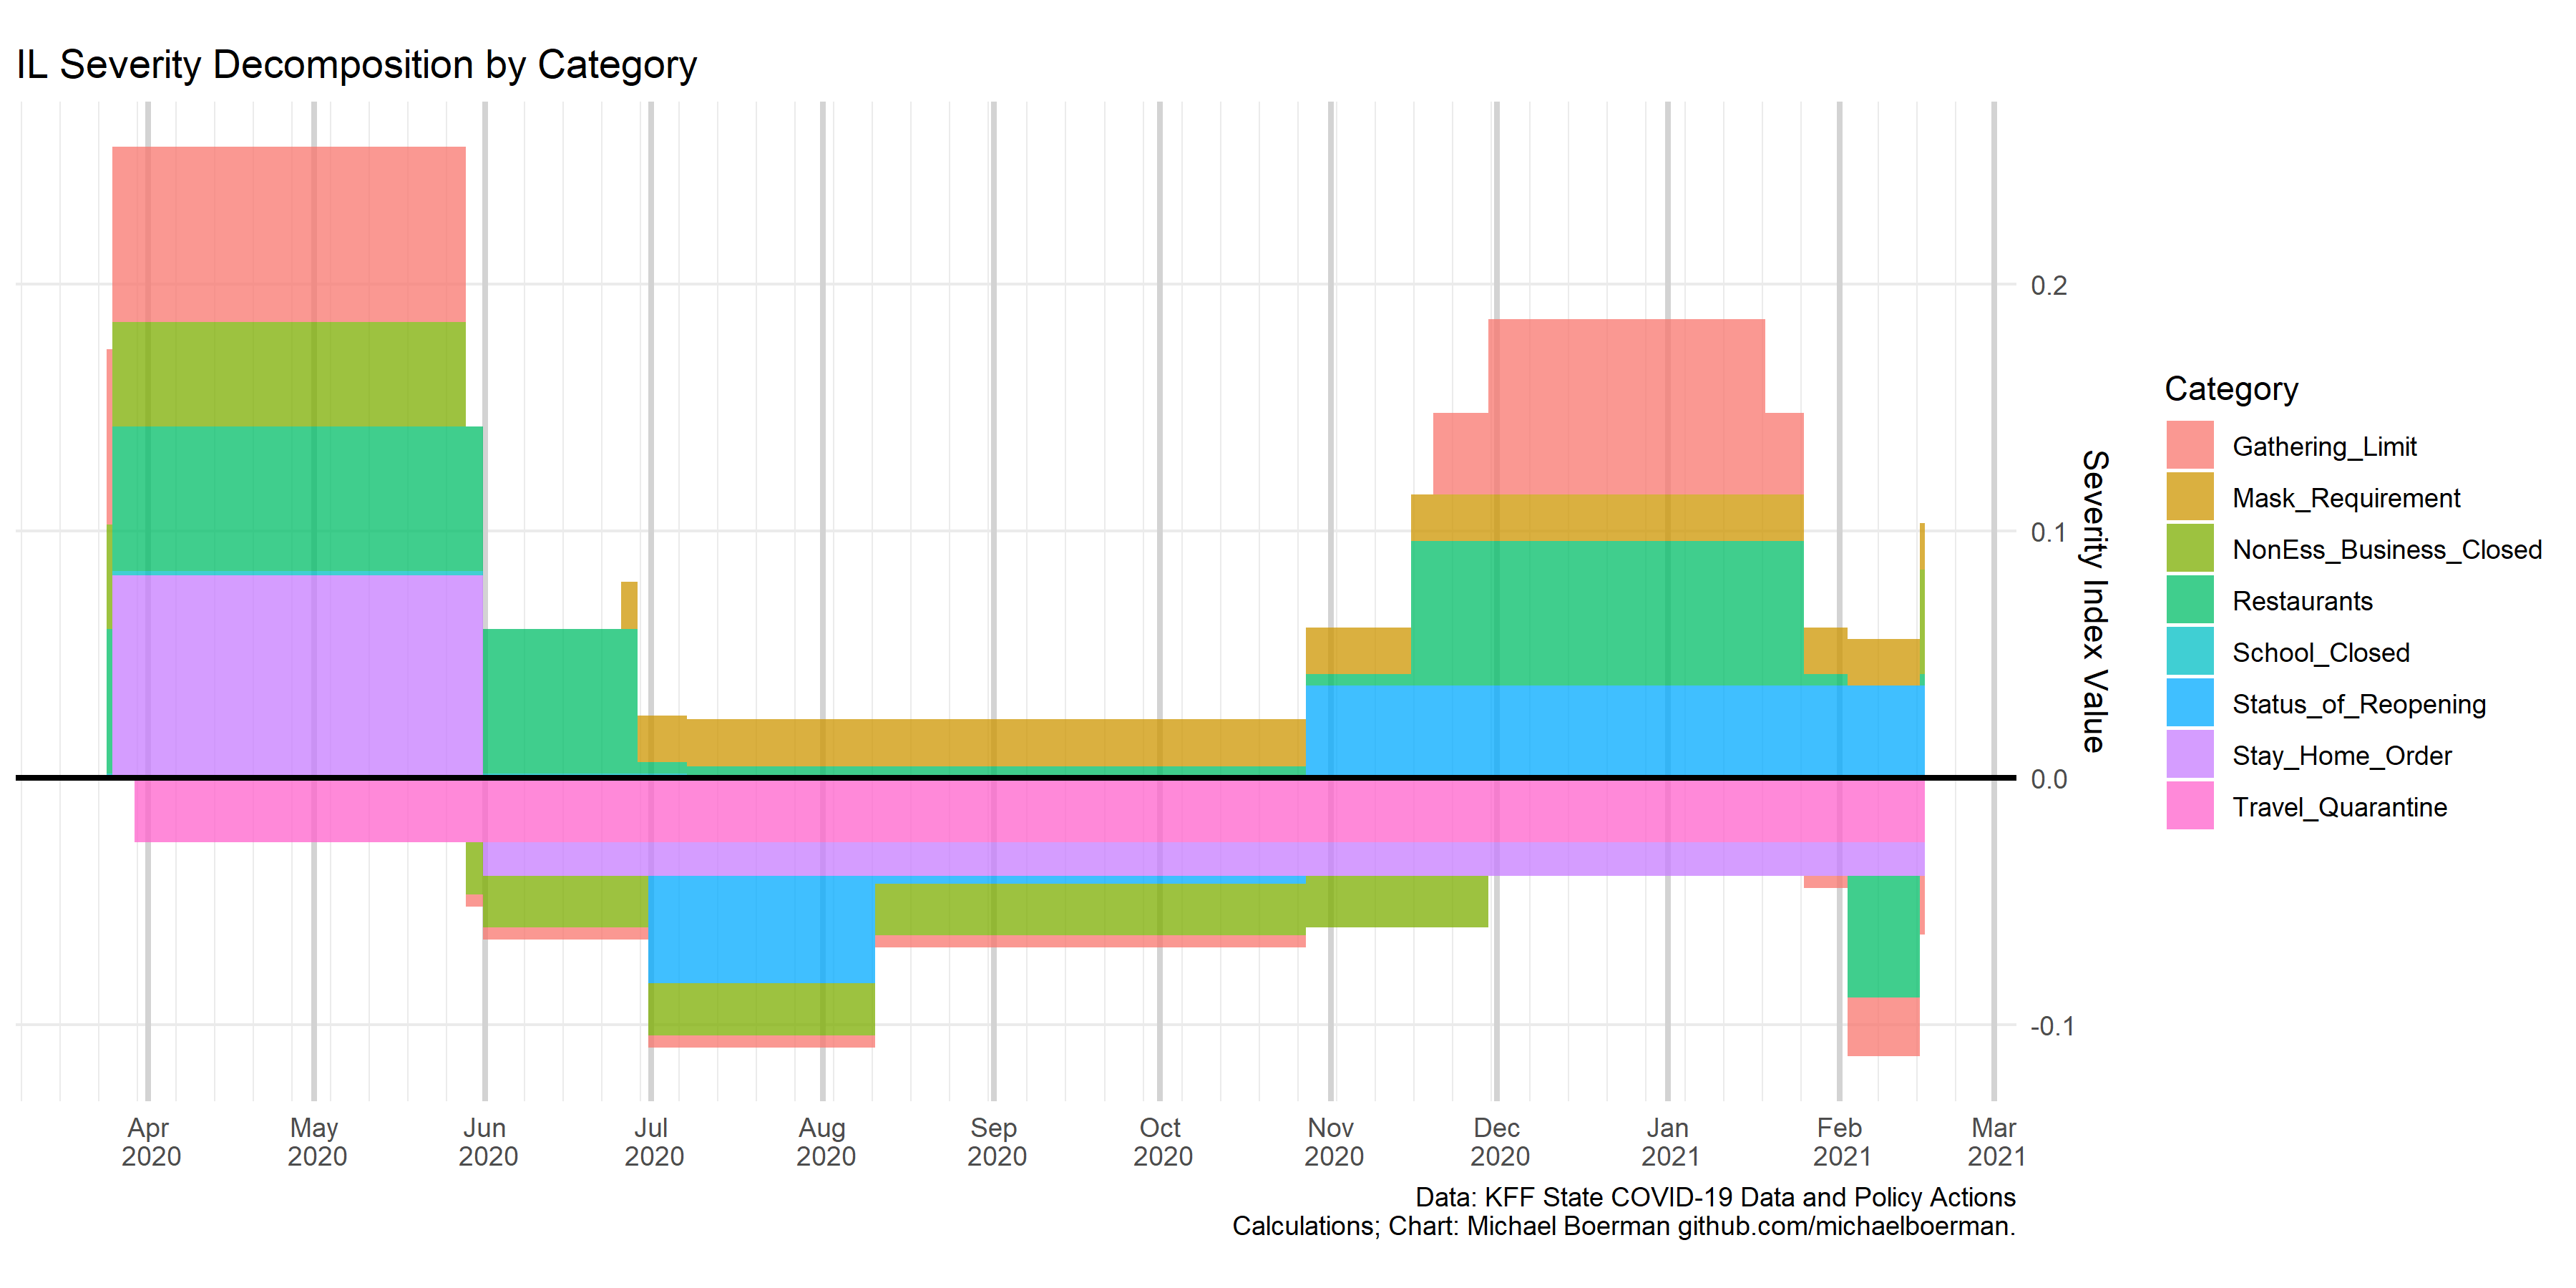 IL Severity Decomposition by Category
0.2
0.1
0.0
-0.1
Severity Index Value
Apr 2020
May 2020
Jun 2020
Jul 2020
Aug 2020
Sep 2020
Oct 2020
Nov 2020
Dec 2020
Jan 2021
Feb 2021
Mar 2021
Category
Gathering_Limit
Mask_Requirement
NonEss_Business_Closed
Restaurants
School_Closed
Status_of_Reopening
Stay_Home_Order
Travel_Quarantine
Data: KFF State COVID-19 Data and Policy Actions
Calculations; Chart: Michael Boerman github.com/michaelboerman.